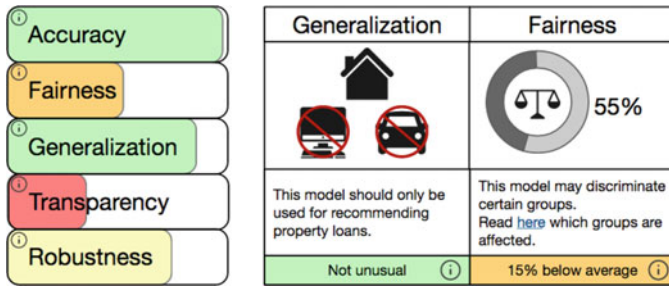 Accuracy
Fairness
Generalization
Transparency
Robustness
Generalization
Fairness
55%
This model should only be
used for recommending
property loans.
This model may discriminate
certain groups.
Read here which groups are
affected.
Not unusual
15% below average